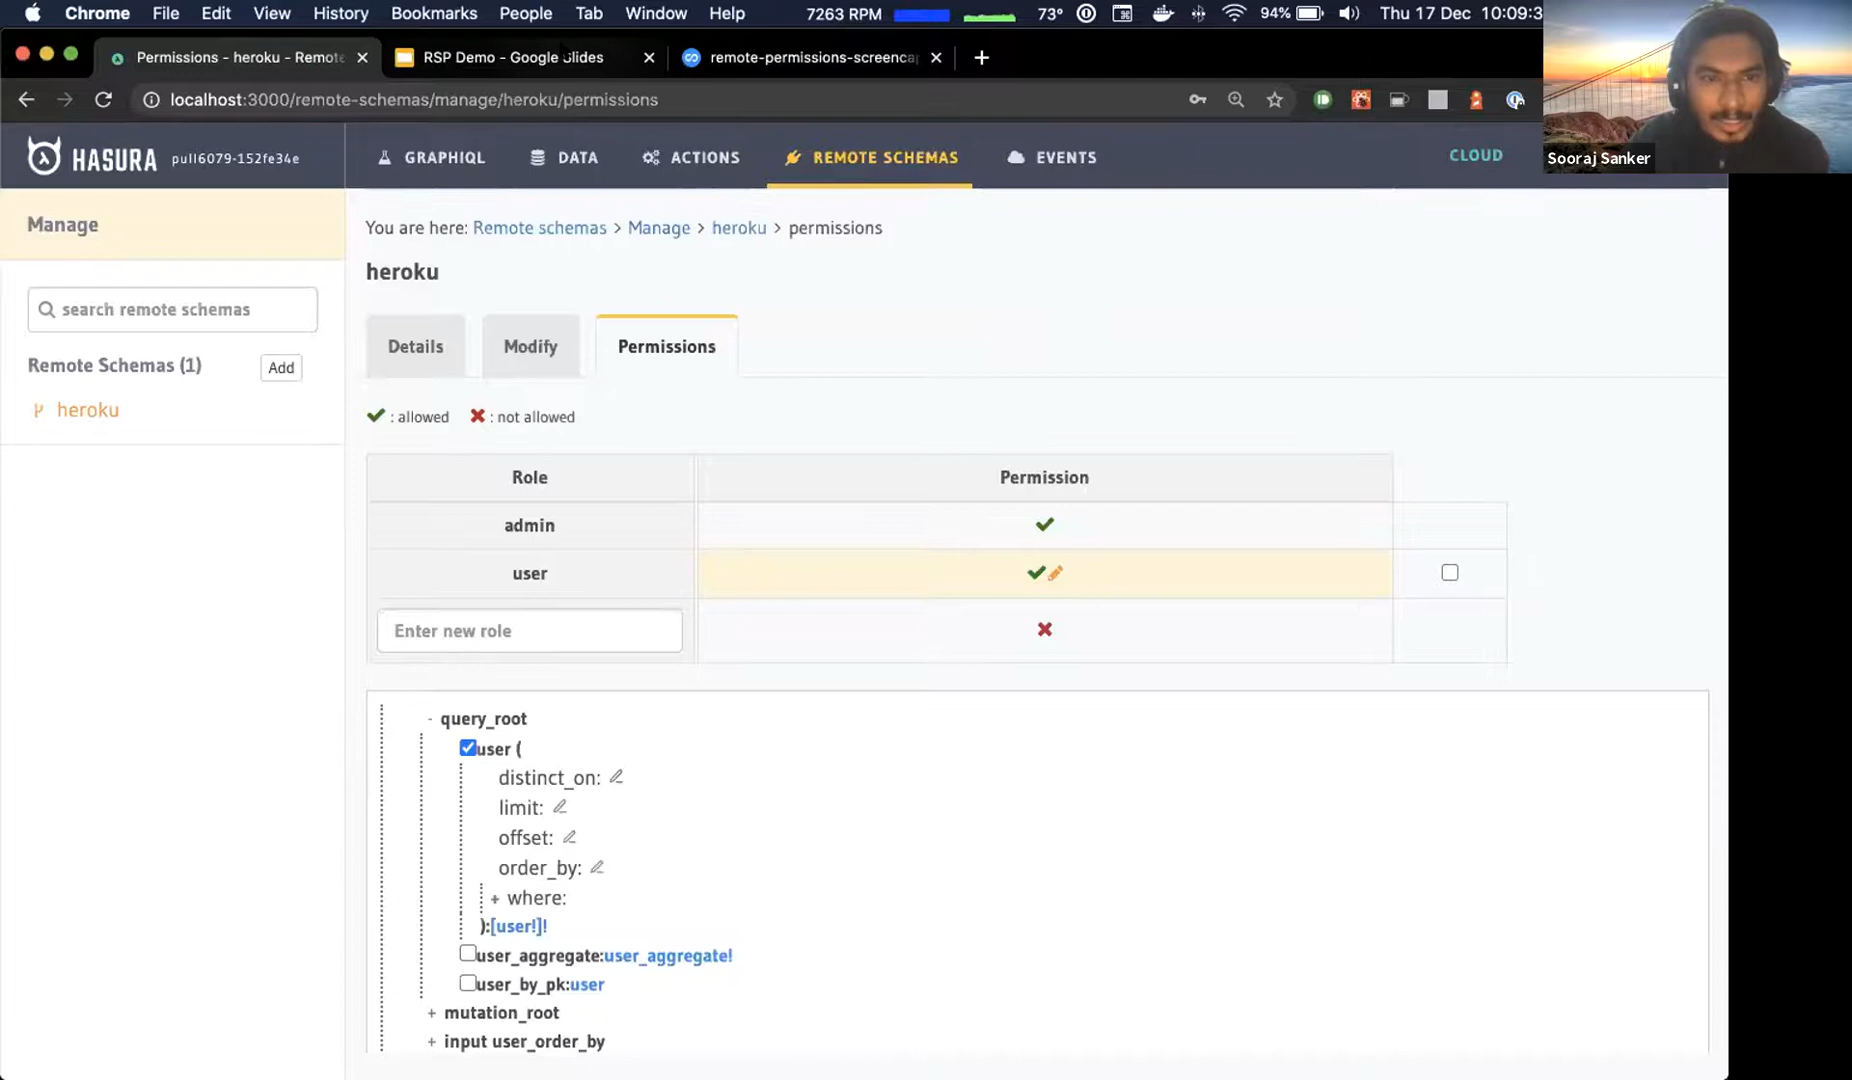 Chrome File Edit View History Bookmarks People Tab Window Help 7263 RPM 73° 94% Thu 17 Dec 10:09:3
Permissions - heroku - Remote RSP Demo - Google Slides remote-permissions-screencap
localhost:3000/remote-schemas/manage/heroku/permissions
HASURA pull6079-152fe34e GRAPHIQL DATA ACTIONS REMOTE SCHEMAS EVENTS CLOUD
Sooraj Sanker
Manage
You are here: Remote schemas > Manage > heroku > permissions
heroku
search remote schemas
Details Modify Permissions
Remote Schemas (1) Add
heroku
: allowed : not allowed
Role Permission
admin
user
Enter new role
- query_root
user (
distinct_on:
limit:
offset:
order_by:
+ where:
):[user!]!
user_aggregate:user_aggregate!
user_by_pk:user
+ mutation_root
+ input user_order_by